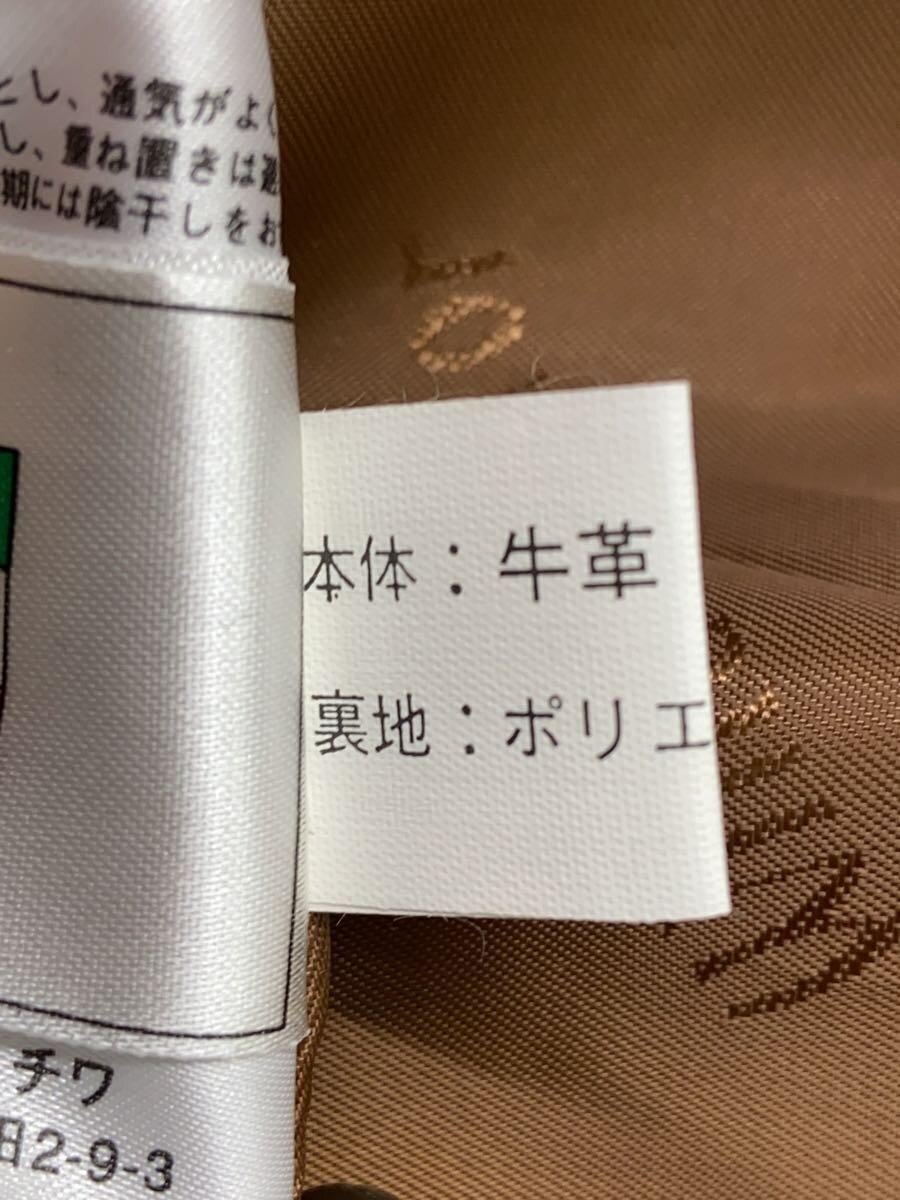 とし、通気がよく
し、重ね置きは避
期には陰干しをお
本体：牛革
裏地：ポリエ
チワ
2-9-3